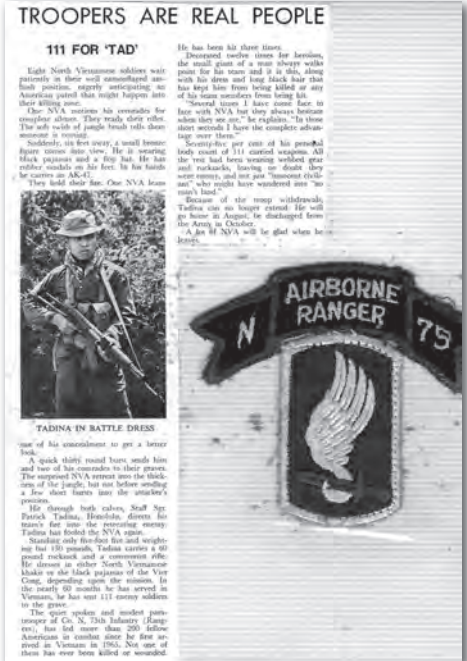 TROOPERS ARE REAL PEOPLE
111 FOR 'TAD'
Eight North Vietnamese soldiers wait
patiently in their well camouflaged am-
bush position, eagerly anticipating an
American patrol that might happen into
their killing zone.
One NVA motions his comrades for
complete silence. They ready their rifles.
The soft swish of jungle brush tells them
someone is coming.
Suddenly, six feet away, a small bronze
figure comes into view. He is wearing
black pajamas and a flop hat. He has
rubber sandals on his feet. In his hands
he carries an AK-47.
They hold their fire. One NVA leans
TADINA IN BATTLE DRESS
out of his concealment to get a better
look.
A quick thirty round burst sends him
and two of his comrades to their graves.
The surprised NVA retreat into the thick-
ness of the jungle, but not before sending
a few short bursts into the attacker's
position.
Hit through both calves, Staff Sgt
Patrick Tadina, Honolulu, directs his
team's fire into the retreating enemy.
Tadina has fooled the NVA again.
Standing only five-foot five and weight-
ing but 130 pounds, Tadina carries a 60
pound rucksack and a communist rifle.
He dresses in either North Vietnamese
khakis or the black pajamas of the Viet
Cong, depending upon the mission. In
the nearly 60 months he has served in
Vietnam, he has sent 111 enemy soldiers
to the grave.
The quiet spoken and modest para-
trooper of Co. N, 75th Infantry (Rang-
ers), has led more than 200 fellow
Americans in combat since he first ar-
rived in Vietnam in 1965. Not one of
them has ever been killed or wounded.
He has been hit three times.
Decorated twelve times for heroism,
the small giant of a man always walks
point for his team and it is this, along
with his dress and long black hair that
has kept him from being killed or any
of his team members from being hit.
"Several times I have come face to
face with NVA but they always hesitate
when they see me," he explains. "In those
short seconds I have the complete advan-
tage over them."
Seventy-five per cent of his personal
body count of 111 carried weapons. All
the rest had been wearing webbed gear
and rucksacks, leaving no doubt they
were enemy, and not just "innocent civili-
ans" who might have wandered into "no
man's land."
Because of the troop withdrawals,
Tadina can no longer extend. He will
go home in August, be discharged from
the Army in October.
A lot of NVA will be glad when he
leaves.
AIRBORNE
RANGER
N
75